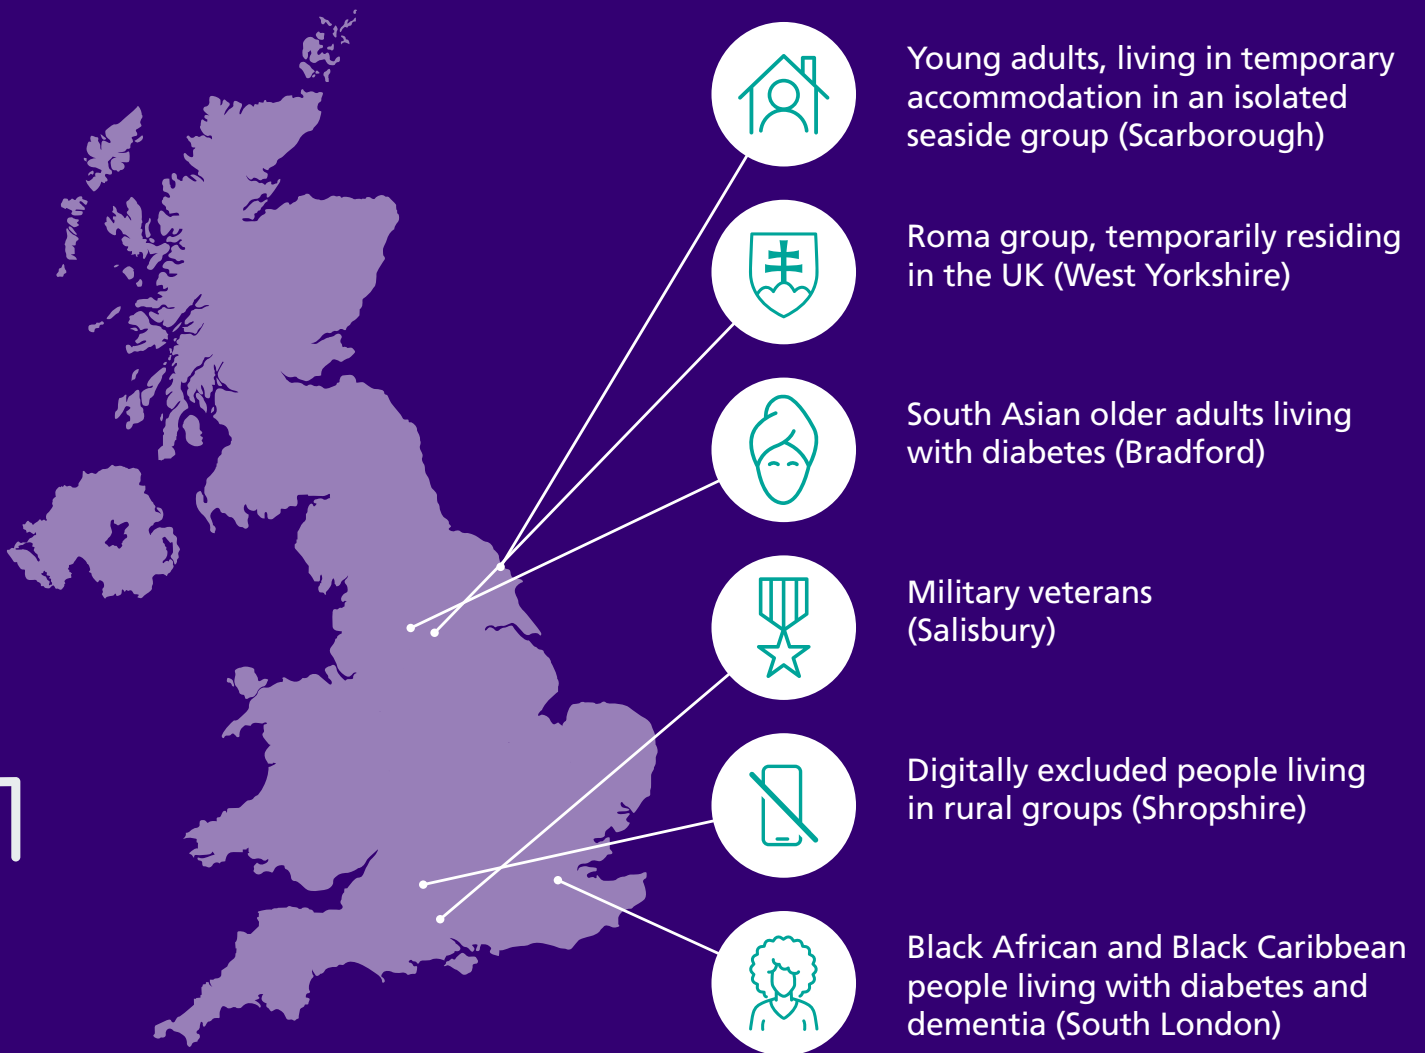 Young adults, living in temporary
accommodation in an isolated
seaside group (Scarborough)
Roma group, temporarily residing
in the UK (West Yorkshire)
South Asian older adults living
with diabetes (Bradford)
Military veterans
(Salisbury)
Digitally excluded people living
in rural groups (Shropshire)
Black African and Black Caribbean
people living with diabetes and
dementia (South London)